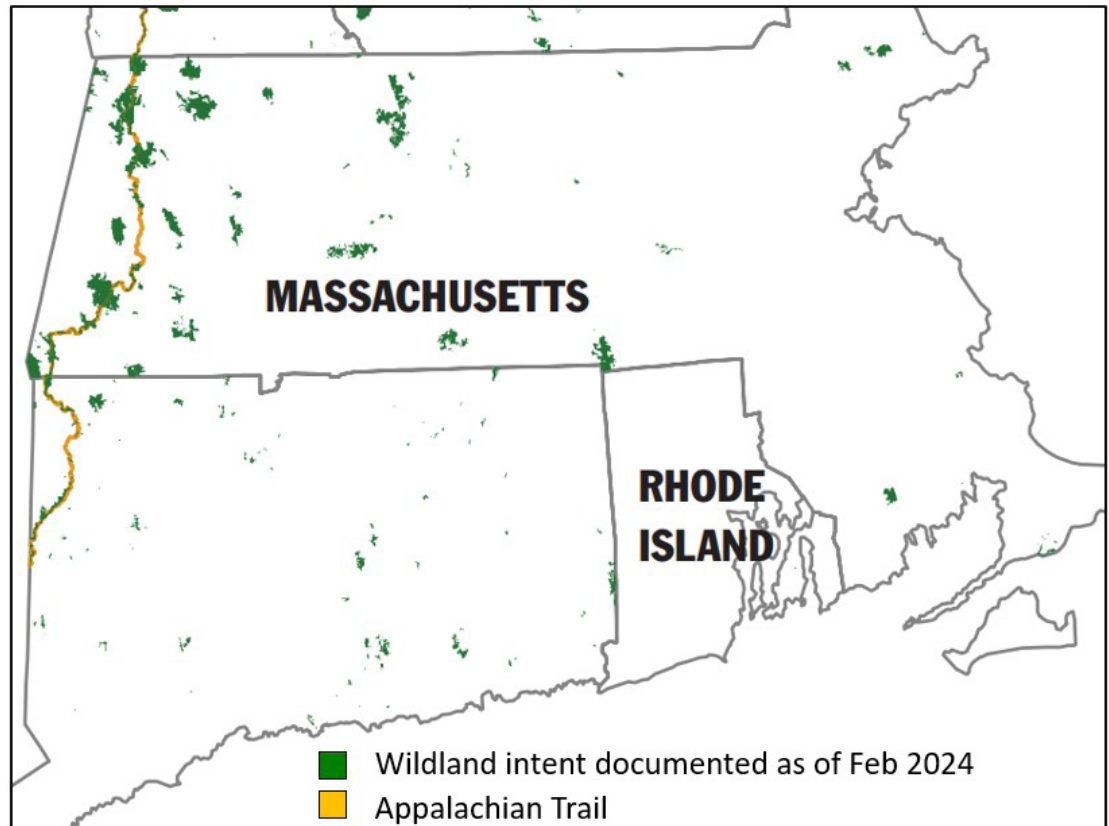 MASSACHUSETTS
RHODE
ISLAND
Wildland intent documented as of Feb 2024
Appalachian Trail